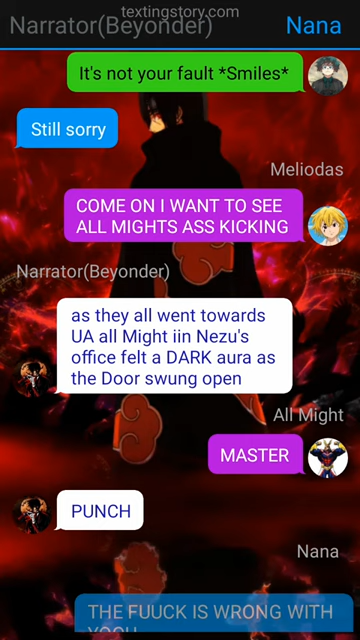 textingstory.com
Narrator(Beyonder)
Nana
It's not your fault *Smiles*
Still sorry
Meliodas
COME ON I WANT TO SEE
ALL MIGHTS ASS KICKING
Narrator(Beyonder)
as they all went towards
UA all Might iin Nezu's
office felt a DARK aura as
the Door swung open
All Might
MASTER
PUNCH
Nana
THE FUUCK IS WRONG WITH
YOOU